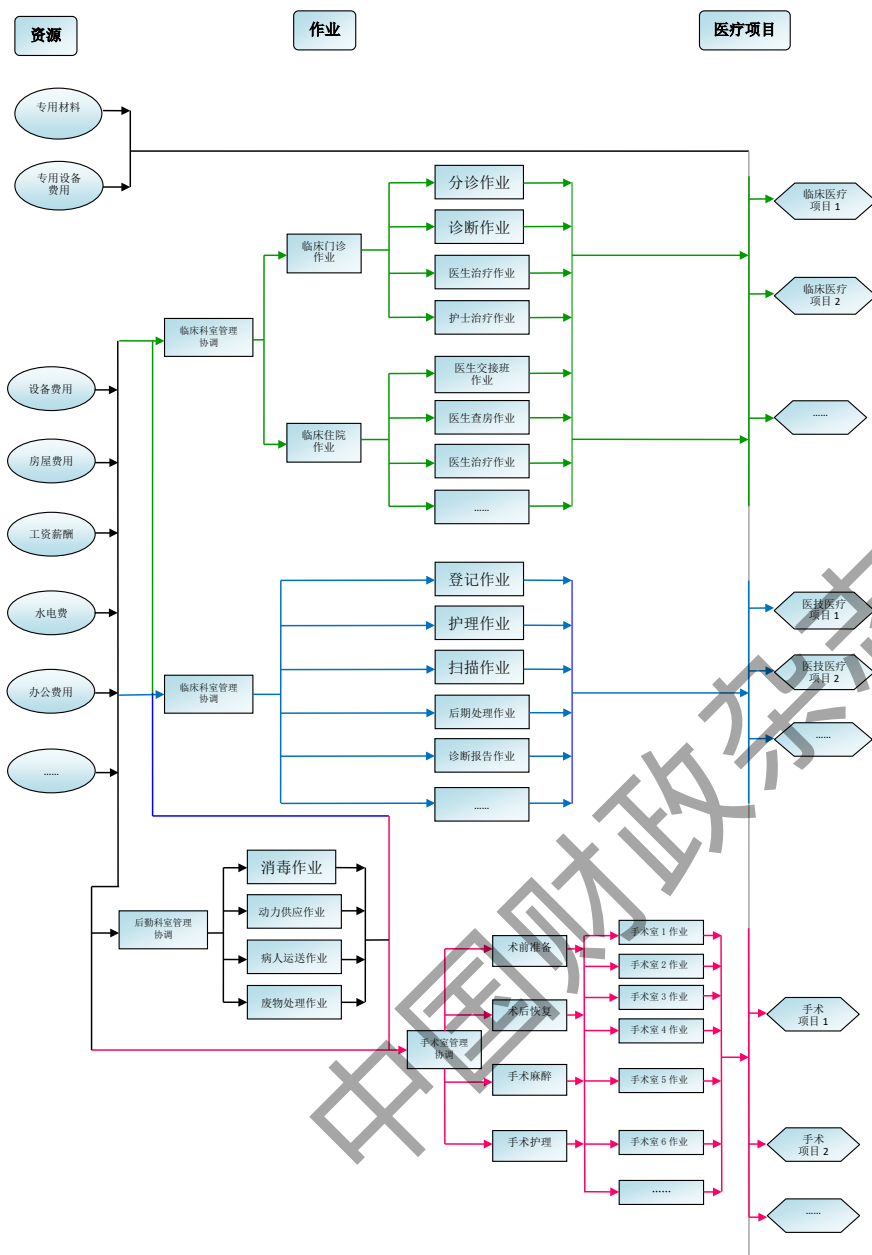 资源
作业
医疗项目
专用材料
专用设备
费用
设备费用
房屋费用
工资薪酬
水电费
办公费用
……
临床科室管理
协调
临床门诊
作业
分诊作业
诊断作业
医生治疗作业
护士治疗作业
临床住院
作业
医生交接班
作业
医生查房作业
医生治疗作业
……
临床医疗
项目 1
临床医疗
项目 2
……
临床科室管理
协调
登记作业
护理作业
扫描作业
后期处理作业
诊断报告作业
……
医技医疗
项目 1
医技医疗
项目 2
……
后勤科室管理
协调
消毒作业
动力供应作业
病人运送作业
废物处理作业
手术室管理
协调
术前准备
术后恢复
手术麻醉
手术护理
手术室 1 作业
手术室 2 作业
手术室 3 作业
手术室 4 作业
手术室 5 作业
手术室 6 作业
……
手术
项目 1
手术
项目 2
……
中国财政杂志